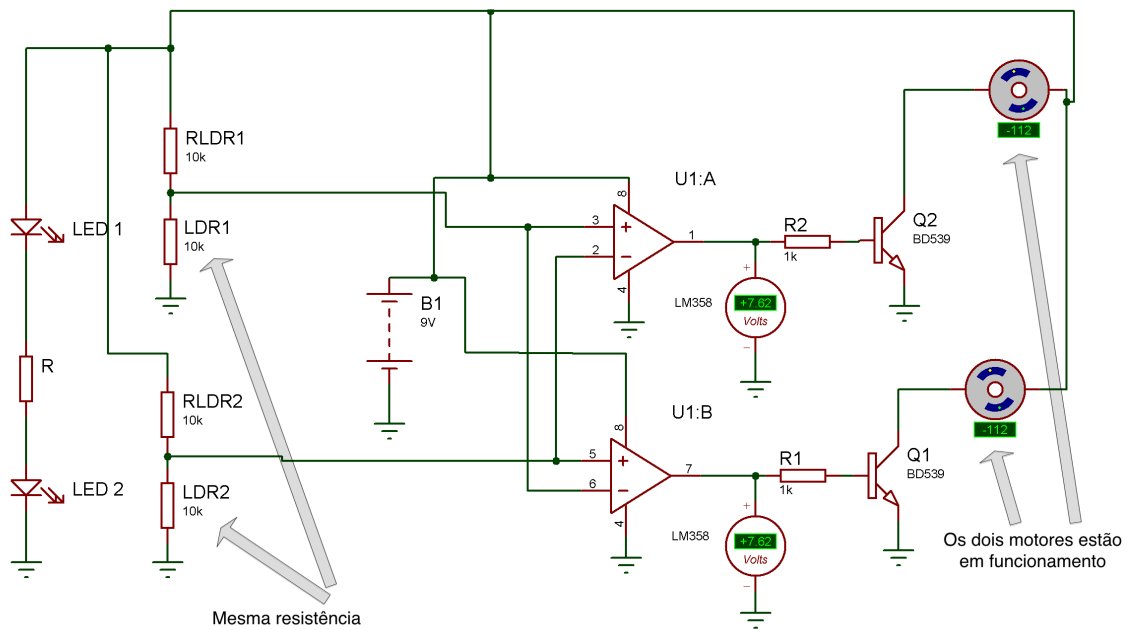 RLDR1
10k
LDR1
10k
LED 1
R
LED 2
RLDR2
10k
LDR2
10k
B1
9V
U1:A
8
3
2
4
1
LM358
+7.62
Volts
R2
1k
Q2
BD539
-112
U1:B
8
5
6
4
7
LM358
+7.62
Volts
R1
1k
Q1
BD539
-112
Os dois motores estão
em funcionamento
Mesma resistência